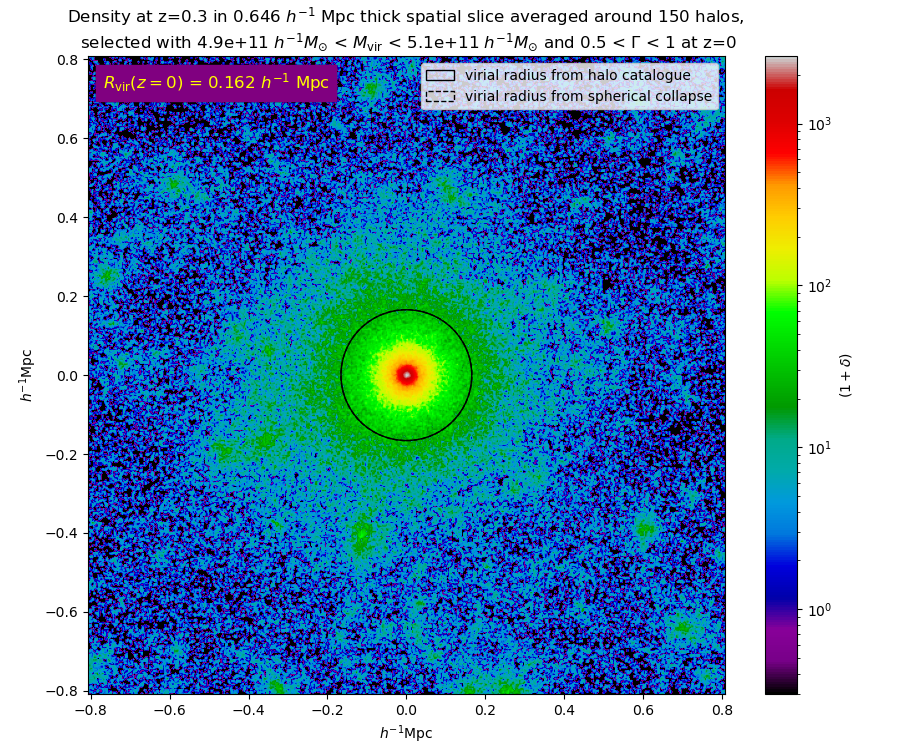 Density at z=0.3 in 0.646 h⁻¹ Mpc thick spatial slice averaged around 150 halos,
selected with 4.9e+11 h⁻¹M⊙ < Mvir < 5.1e+11 h⁻¹M⊙ and 0.5 < Γ < 1 at z=0
Rvir(z = 0) = 0.162 h⁻¹ Mpc
virial radius from halo catalogue
virial radius from spherical collapse
0.8
0.6
0.4
0.2
0.0
−0.2
−0.4
−0.6
−0.8
h⁻¹Mpc
−0.8 −0.6 −0.4 −0.2 0.0 0.2 0.4 0.6 0.8
h⁻¹Mpc
10³
10²
10¹
10⁰
(1 + δ)